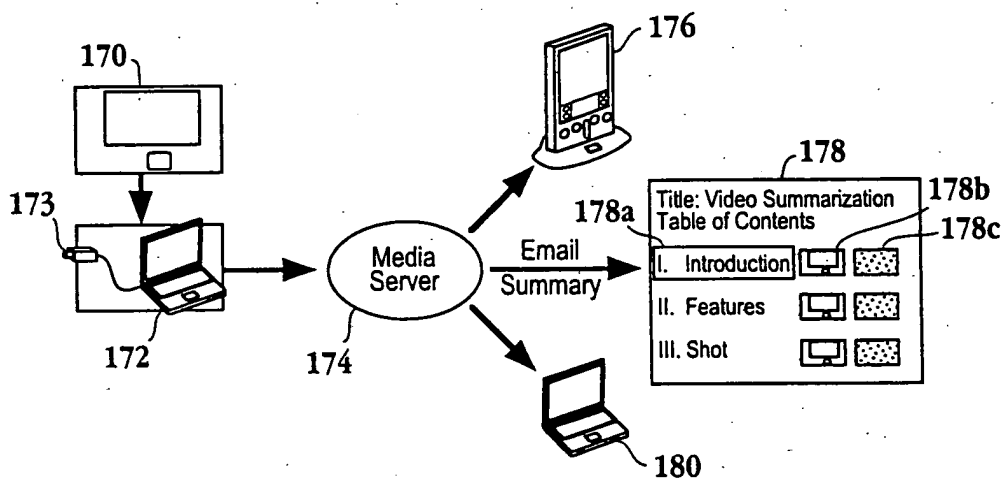 170
173
172
Media
Server
174
176
Email
Summary
178
178a
178b
178c
Title: Video Summarization
Table of Contents
I. Introduction
II. Features
III. Shot
180